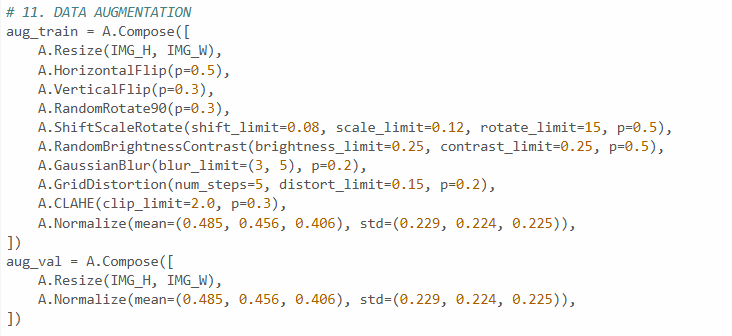 # 11. DATA AUGMENTATION
aug_train = A.Compose([
    A.Resize(IMG_H, IMG_W),
    A.HorizontalFlip(p=0.5),
    A.VerticalFlip(p=0.3),
    A.RandomRotate90(p=0.3),
    A.ShiftScaleRotate(shift_limit=0.08, scale_limit=0.12, rotate_limit=15, p=0.5),
    A.RandomBrightnessContrast(brightness_limit=0.25, contrast_limit=0.25, p=0.5),
    A.GaussianBlur(blur_limit=(3, 5), p=0.2),
    A.GridDistortion(num_steps=5, distort_limit=0.15, p=0.2),
    A.CLAHE(clip_limit=2.0, p=0.3),
    A.Normalize(mean=(0.485, 0.456, 0.406), std=(0.229, 0.224, 0.225)),
])
aug_val = A.Compose([
    A.Resize(IMG_H, IMG_W),
    A.Normalize(mean=(0.485, 0.456, 0.406), std=(0.229, 0.224, 0.225)),
])